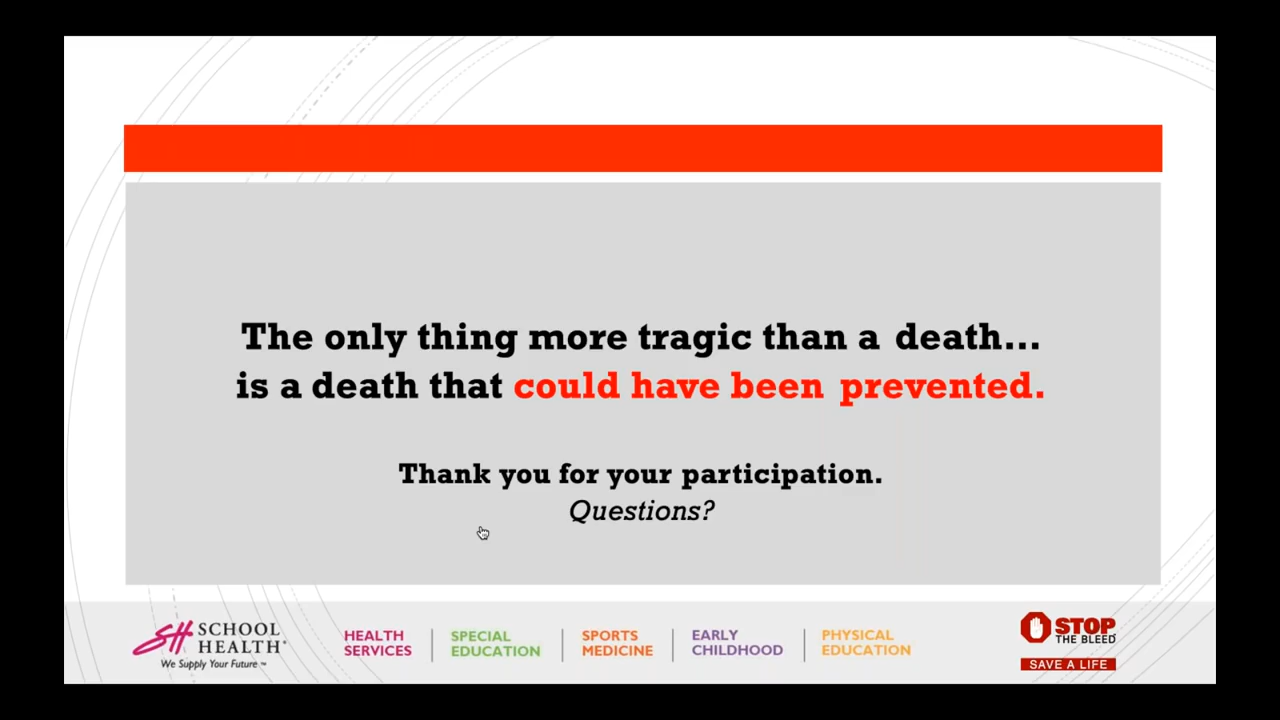 The only thing more tragic than a death...
is a death that could have been prevented.
Thank you for your participation.
Questions?
SH SCHOOL
HEALTH®
We Supply Your Future™
HEALTH
SERVICES
SPECIAL
EDUCATION
SPORTS
MEDICINE
EARLY
CHILDHOOD
PHYSICAL
EDUCATION
STOP
THE BLEED®
SAVE A LIFE